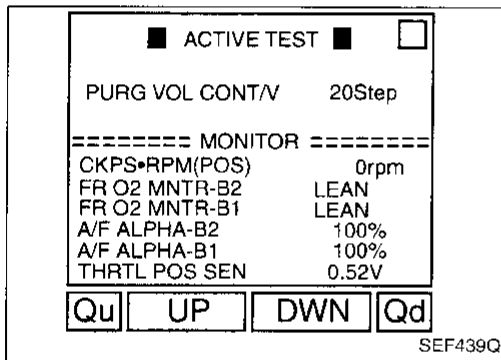 ■ ACTIVE TEST ■
PURG VOL CONT/V 20Step
======== MONITOR ========
CKPS•RPM(POS) 0rpm
FR O2 MNTR-B2 LEAN
FR O2 MNTR-B1 LEAN
A/F ALPHA-B2 100%
A/F ALPHA-B1 100%
THRTL POS SEN 0.52V
Qu UP DWN Qd
SEF439Q